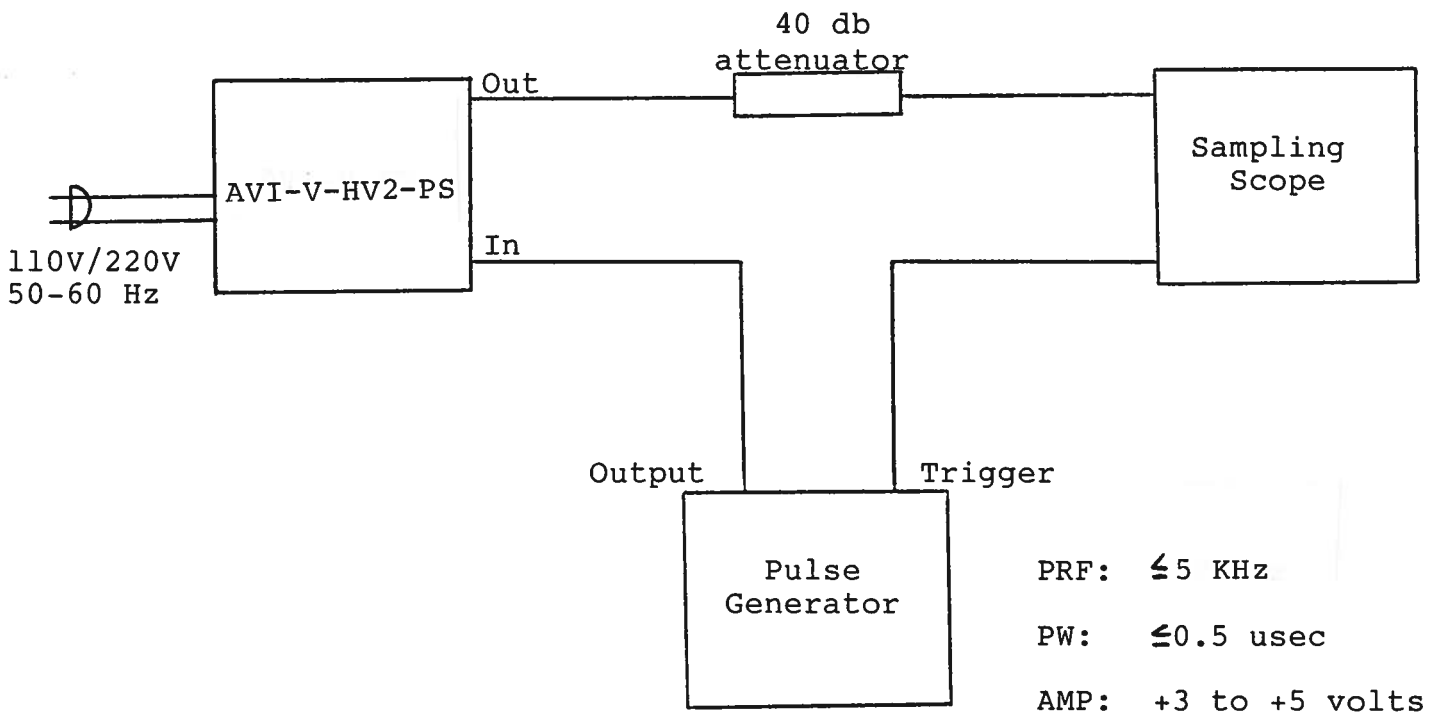 40 db
attenuator
Out
AVI-V-HV2-PS
Sampling
Scope
In
110V/220V
50-60 Hz
Output
Trigger
Pulse
Generator
PRF: ≦5 KHz
PW: ≦0.5 usec
AMP: +3 to +5 volts